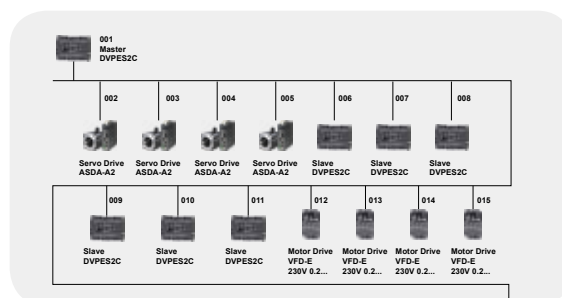 001
Master
DVPES2C
002 003 004 005 006 007 008
Servo Drive Servo Drive Servo Drive Servo Drive Slave Slave Slave
ASDA-A2 ASDA-A2 ASDA-A2 ASDA-A2 DVPES2C DVPES2C DVPES2C
009 010 011 012 013 014 015
Slave Slave Slave Motor Drive Motor Drive Motor Drive Motor Drive
DVPES2C DVPES2C DVPES2C VFD-E VFD-E VFD-E VFD-E
230V 0.2... 230V 0.2... 230V 0.2... 230V 0.2...